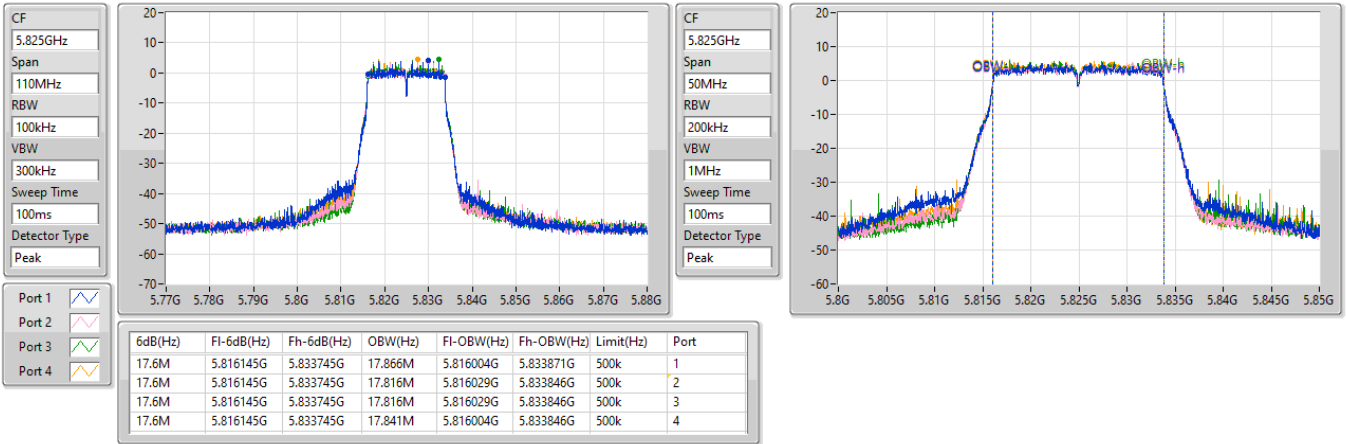 CF
5.825GHz
Span
110MHz
RBW
100kHz
VBW
300kHz
Sweep Time
100ms
Detector Type
Peak
20-
10-
0-
-10-
-20-
-30-
-40-
-50-
-60-
-70-
5.77G 5.78G 5.79G 5.8G 5.81G 5.82G 5.83G 5.84G 5.85G 5.86G 5.87G 5.88G
CF
5.825GHz
Span
50MHz
RBW
200kHz
VBW
1MHz
Sweep Time
100ms
Detector Type
Peak
20-
10-
0-
-10-
-20-
-30-
-40-
-50-
-60-
OBW-h
5.8G 5.805G 5.81G 5.815G 5.82G 5.825G 5.83G 5.835G 5.84G 5.845G 5.85G
Port 1
Port 2
Port 3
Port 4
6dB(Hz) Fl-6dB(Hz) Fh-6dB(Hz) OBW(Hz) Fl-OBW(Hz) Fh-OBW(Hz) Limit(Hz) Port
17.6M 5.816145G 5.833745G 17.866M 5.816004G 5.833871G 500k 1
17.6M 5.816145G 5.833745G 17.816M 5.816029G 5.833846G 500k 2
17.6M 5.816145G 5.833745G 17.816M 5.816029G 5.833846G 500k 3
17.6M 5.816145G 5.833745G 17.841M 5.816004G 5.833846G 500k 4